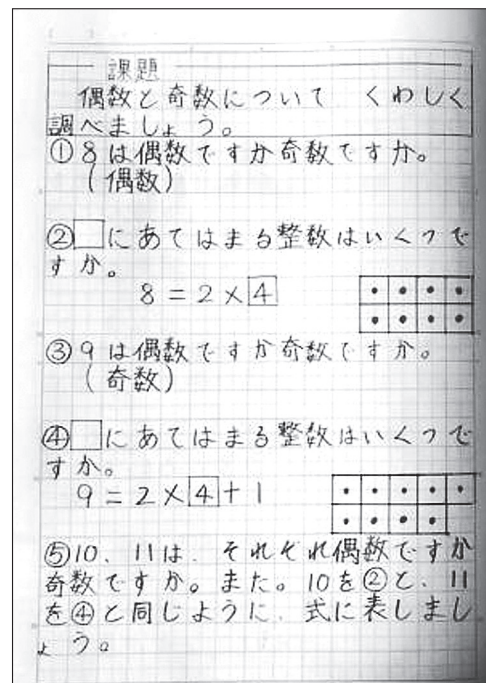 課題
偶数と奇数について くわしく
調べましょう。
①8は偶数ですか奇数ですか。
(偶数)
②□にあてはまる整数はいくつで
すか。
8=2×4
③9は偶数ですか奇数ですか。
(奇数)
④□にあてはまる整数はいくつで
すか。
9=2×4+1
⑤10、11は、それぞれ偶数ですか
奇数ですか。また。10を②と、11
を④と同じように、式に表しまし
ょう。